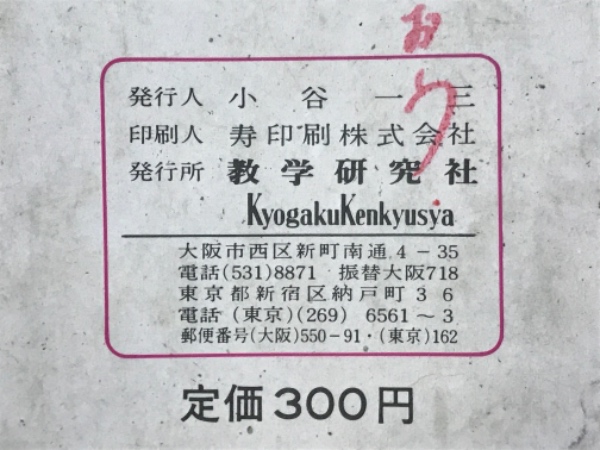 おわり
発行人 小谷一三
印刷人 寿印刷株式会社
発行所 教学研究社
KyogakuKenkyusya
大阪市西区新町南通4-35
電話(531)8871 振替大阪718
東京都新宿区納戸町36
電話(東京)(269)6561~3
郵便番号(大阪)550-91・(東京)162
定価300円